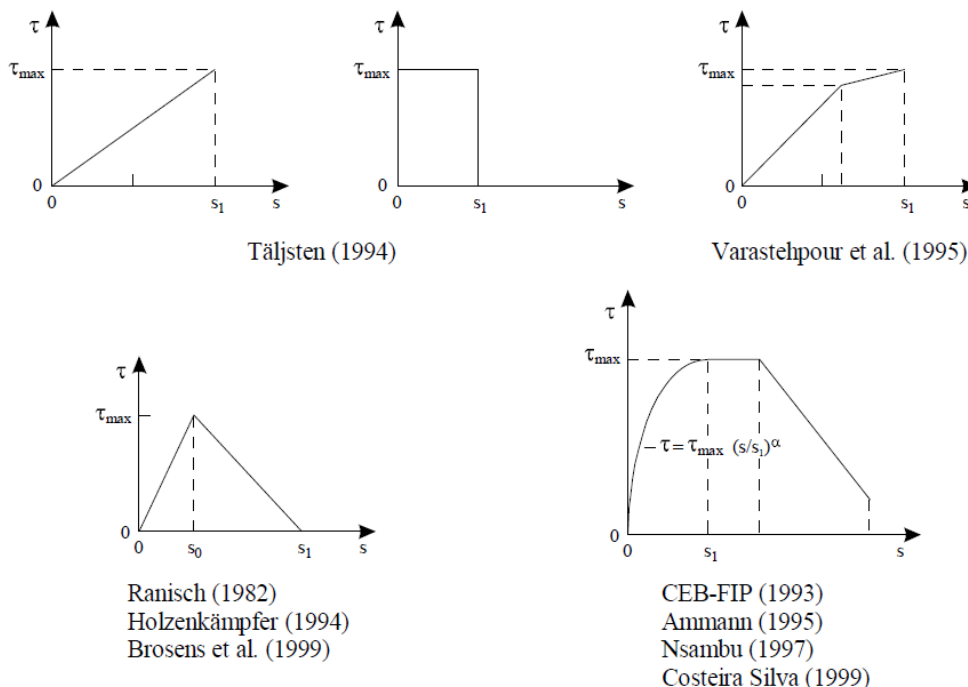 τ
τmax
0
0
s1
s
τ
τmax
0
0
s1
s
Täljsten (1994)
τ
τmax
0
0
s1
s
Varastehpour et al. (1995)
τ
τmax
0
0
s0
s1
s
Ranisch (1982)
Holzenkämpfer (1994)
Brosens et al. (1999)
τ
τmax
τ = τmax (s/s1)α
0
0
s1
s
CEB-FIP (1993)
Ammann (1995)
Nsambu (1997)
Costeira Silva (1999)